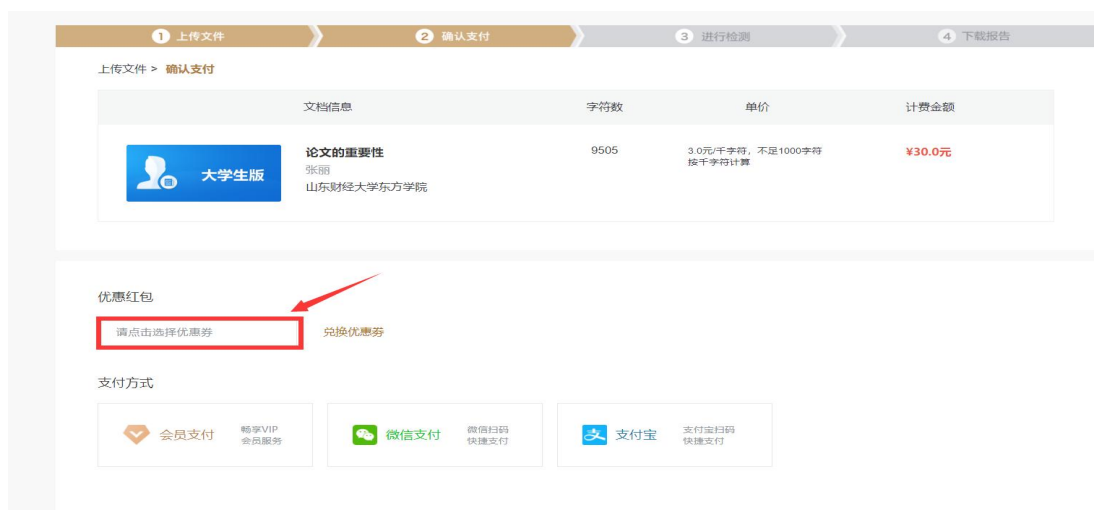 1 上传文件
2 确认支付
3 进行检测
4 下载报告
上传文件 > 确认支付
文档信息
字符数
单价
计费金额
大学生版
论文的重要性
张丽
山东财经大学东方学院
9505
3.0元/千字符，不足1000字符
按千字符计算
¥30.0元
优惠红包
请点击选择优惠券
兑换优惠券
支付方式
会员支付
畅享VIP
会员服务
微信支付
微信扫码
快捷支付
支
支付宝
支付宝扫码
快捷支付